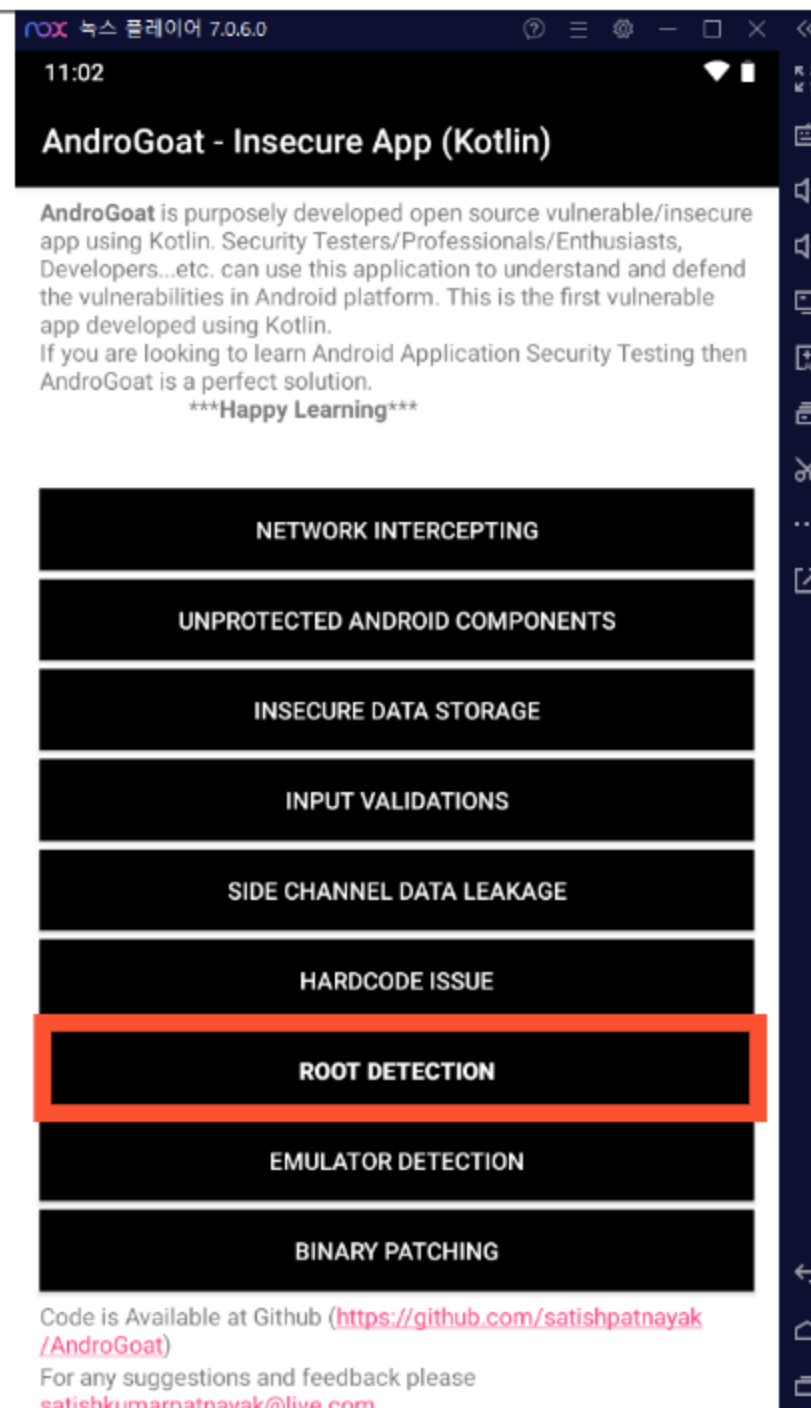 nox 녹스 플레이어 7.0.6.0
11:02
AndroGoat - Insecure App (Kotlin)
AndroGoat is purposely developed open source vulnerable/insecure
app using Kotlin. Security Testers/Professionals/Enthusiasts,
Developers...etc. can use this application to understand and defend
the vulnerabilities in Android platform. This is the first vulnerable
app developed using Kotlin.
If you are looking to learn Android Application Security Testing then
AndroGoat is a perfect solution.
***Happy Learning***
NETWORK INTERCEPTING
UNPROTECTED ANDROID COMPONENTS
INSECURE DATA STORAGE
INPUT VALIDATIONS
SIDE CHANNEL DATA LEAKAGE
HARDCODE ISSUE
ROOT DETECTION
EMULATOR DETECTION
BINARY PATCHING
Code is Available at Github (https://github.com/satishpatnayak
/AndroGoat)
For any suggestions and feedback please
satishkumarpatnayak@live.com